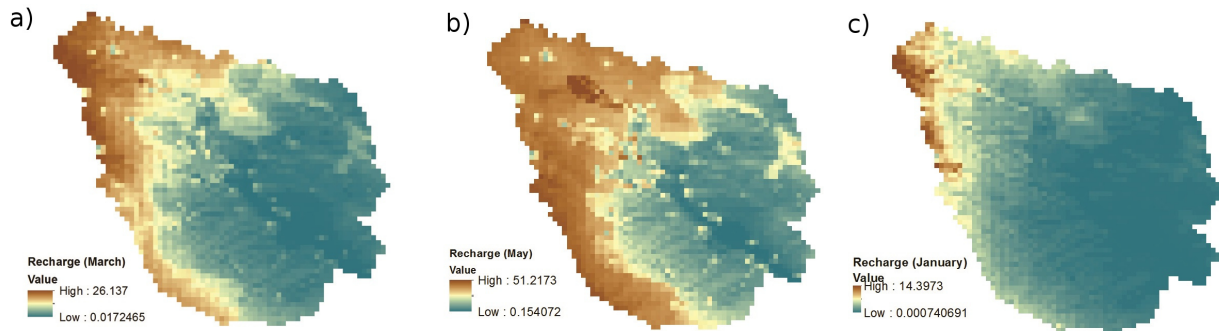 a)
Recharge (March)
Value
High : 26.137
Low : 0.0172465
b)
Recharge (May)
Value
High : 51.2173
Low : 0.154072
c)
Recharge (January)
Value
High : 14.3973
Low : 0.000740691